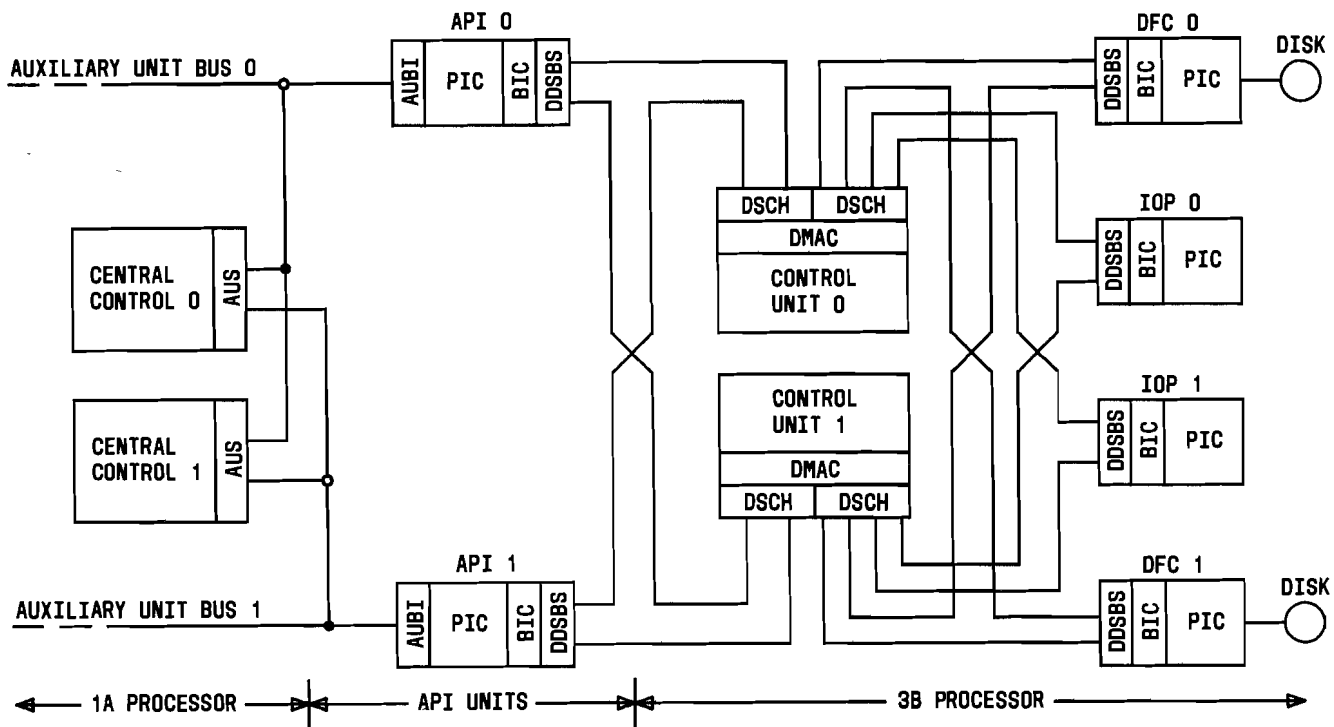 API 0
DFC 0
DISK
AUXILIARY UNIT BUS 0
AUBI
PIC
BIC
DDSBS
DDSBS
BIC
PIC
DSCH
DSCH
DMAC
CONTROL
UNIT 0
IOP 0
DDSBS
BIC
PIC
CENTRAL
CONTROL 0
AUS
CONTROL
UNIT 1
DMAC
DSCH
DSCH
IOP 1
DDSBS
BIC
PIC
CENTRAL
CONTROL 1
AUS
API 1
DFC 1
DISK
AUXILIARY UNIT BUS 1
AUBI
PIC
BIC
DDSBS
DDSBS
BIC
PIC
1A PROCESSOR
API UNITS
3B PROCESSOR